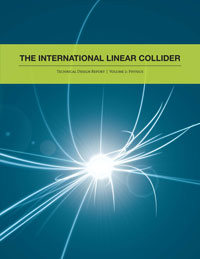 THE INTERNATIONAL LINEAR COLLIDER
TECHNICAL DESIGN REPORT | VOLUME 2: PHYSICS